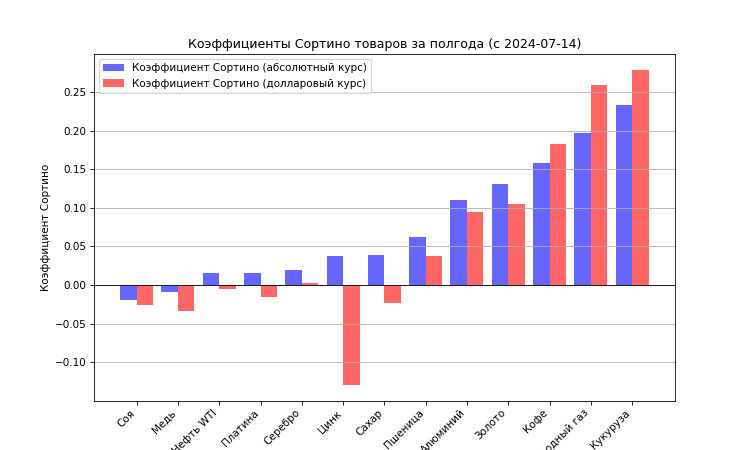 Коэффициенты Сортино товаров за полгода (с 2024-07-14)
Коэффициент Сортино (абсолютный курс)
Коэффициент Сортино (долларовый курс)
Коэффициент Сортино
0.25
0.20
0.15
0.10
0.05
0.00
−0.05
−0.10
Соя
Медь
Нефть WTI
Платина
Серебро
Цинк
Сахар
Пшеница
Алюминий
Золото
Кофе
газ
Кукуруза